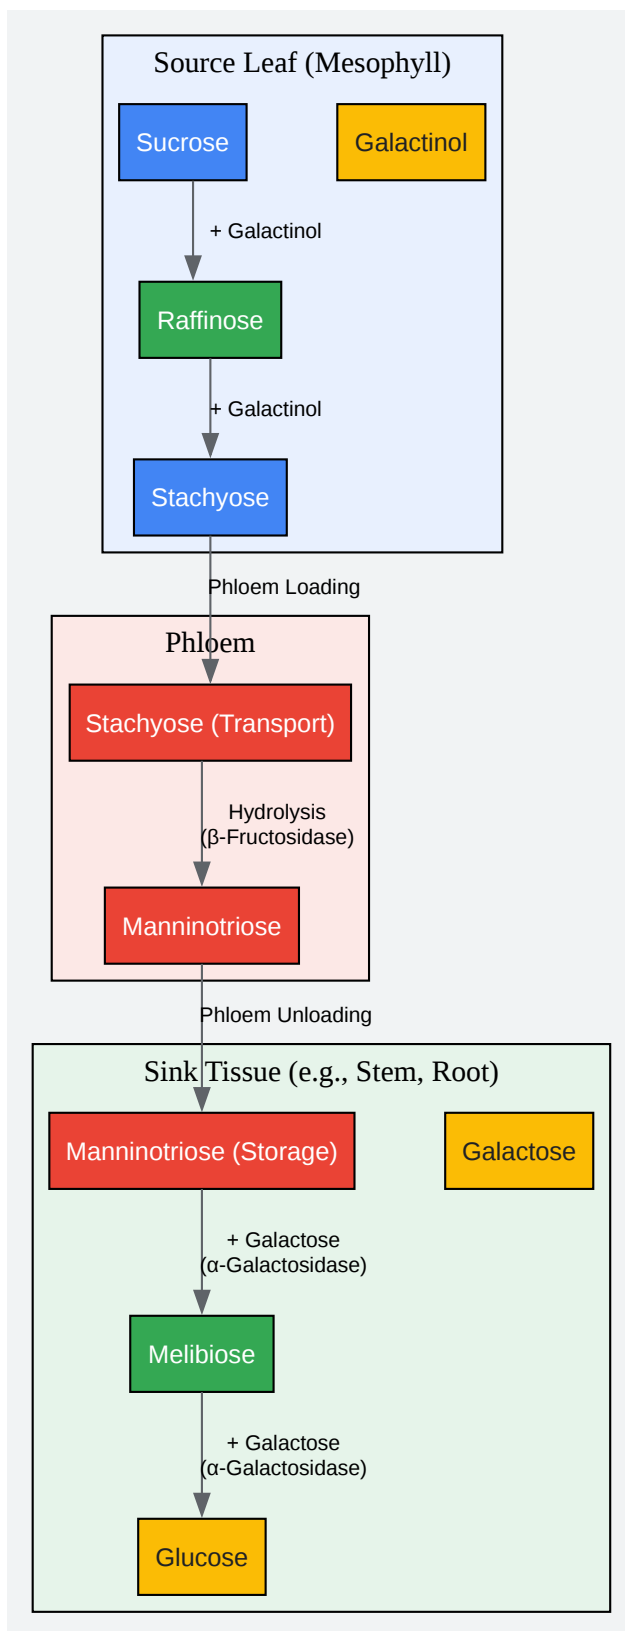 Source Leaf (Mesophyll)
Sucrose
Galactinol
+ Galactinol
Raffinose
+ Galactinol
Stachyose
Phloem Loading
Phloem
Stachyose (Transport)
Hydrolysis
(β-Fructosidase)
Manninotriose
Phloem Unloading
Sink Tissue (e.g., Stem, Root)
Manninotriose (Storage)
Galactose
+ Galactose
(α-Galactosidase)
Melibiose
+ Galactose
(α-Galactosidase)
Glucose